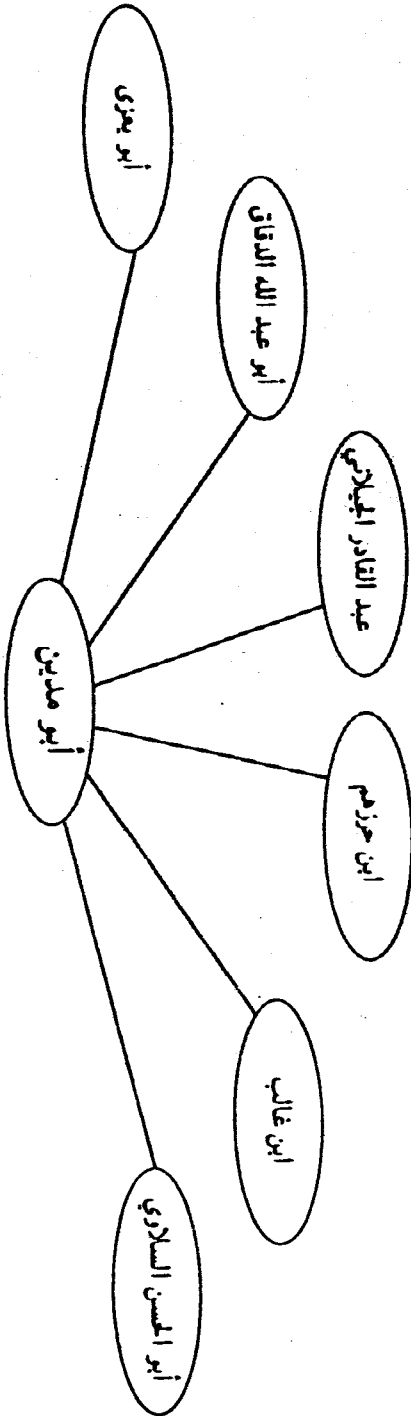 أبو يعزى
أبو عبد الله الدقاق
عبد القادر الجيلاني
ابن حرزهم
ابن غالب
أبو الحسن السلاوي
أبو مدين